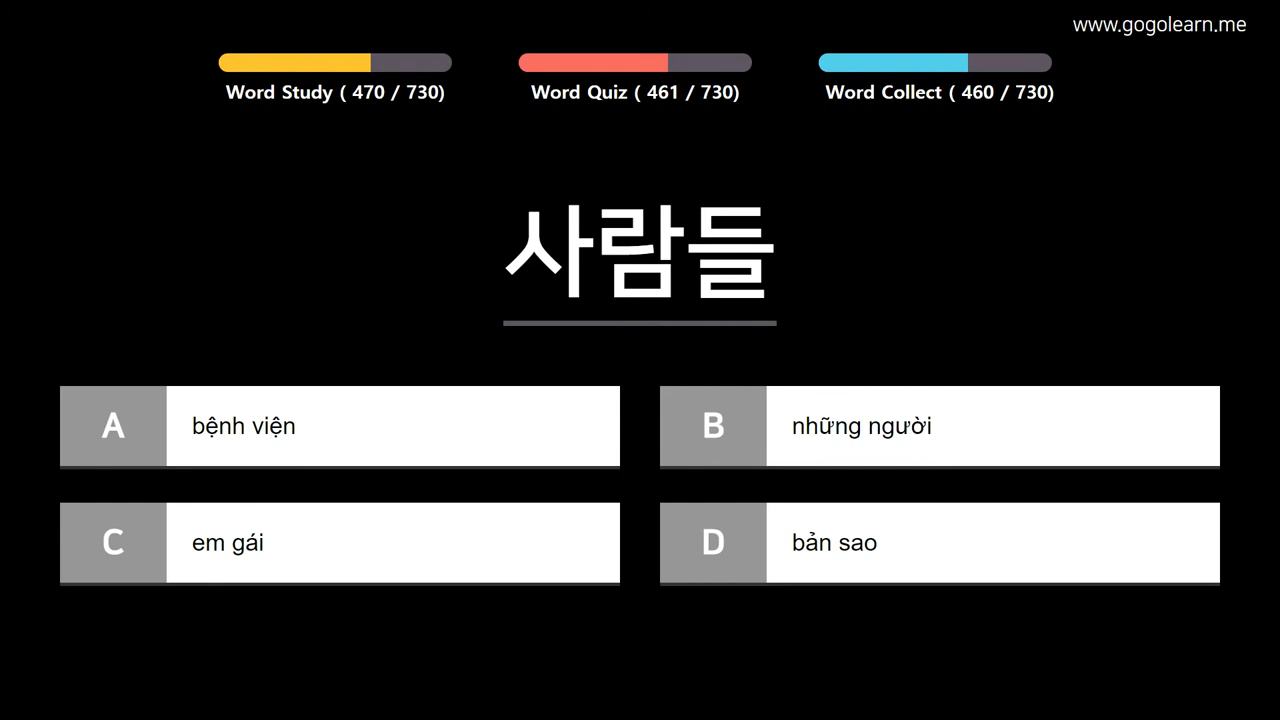 www.gogolearn.me
Word Study ( 470 / 730)
Word Quiz ( 461 / 730)
Word Collect ( 460 / 730)
사람들
A bệnh viện
B những người
C em gái
D bản sao